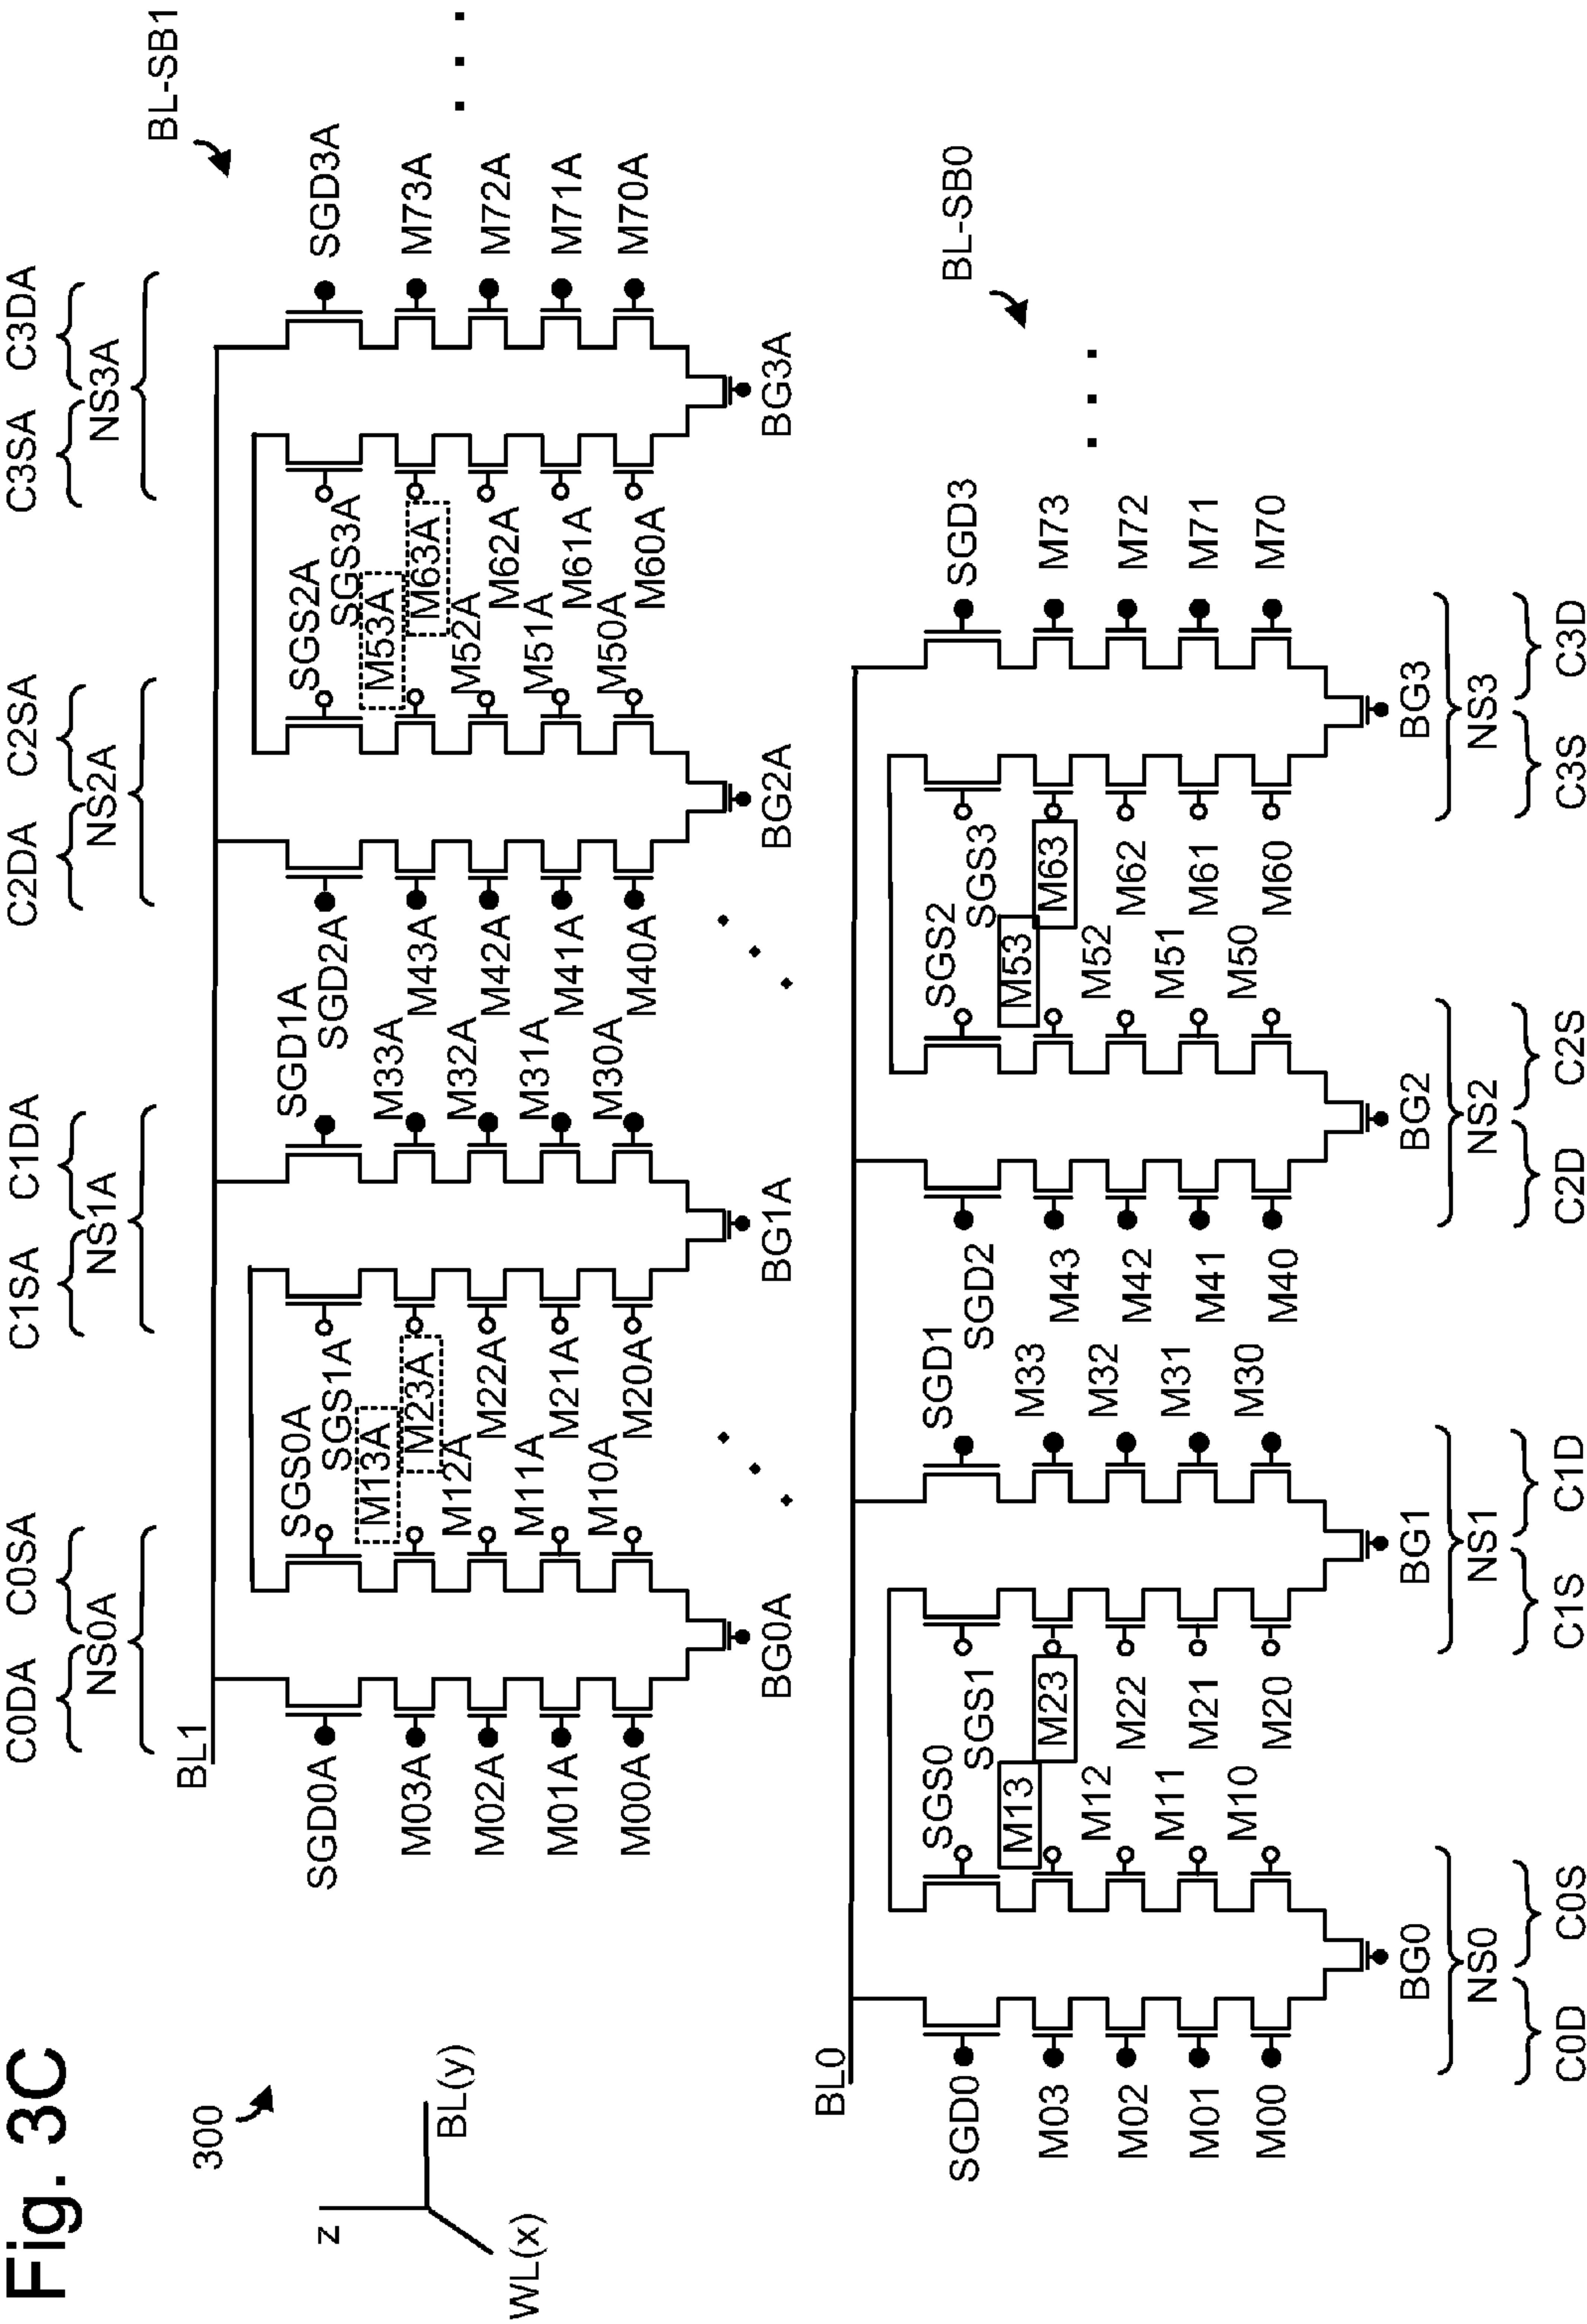 Fig. 3C
300
z
BL(y)
WL(x)
C0DA C0SA C1SA C1DA C2DA C2SA C3SA C3DA
NS0A NS1A NS2A NS3A
BL-SB1
BL1
SGD0A SGS0A SGS1A SGD1A SGD2A SGS2A SGS3A SGD3A
M03A M13A M23A M33A M43A M53A M63A M73A
M02A M12A M22A M32A M42A M52A M62A M72A
M01A M11A M21A M31A M41A M51A M61A M71A
M00A M10A M20A M30A M40A M50A M60A M70A
BG0A BG1A BG2A BG3A
BL-SB0
BL0
SGD0 SGS0 SGS1 SGD1 SGD2 SGS2 SGS3 SGD3
M03 M13 M23 M33 M43 M53 M63 M73
M02 M12 M22 M32 M42 M52 M62 M72
M01 M11 M21 M31 M41 M51 M61 M71
M00 M10 M20 M30 M40 M50 M60 M70
BG0 BG1 BG2 BG3
NS0 NS1 NS2 NS3
C0D C0S C1S C1D C2D C2S C3S C3D